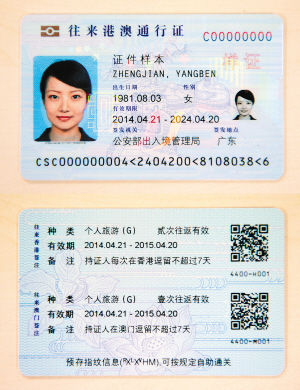 往来港澳通行证
C00000000
样证
证件样本
ZHENGJIAN, YANGBEN
出生日期 性别
1981.08.03 女
有效期限
2014.04.21 - 2024.04.20
签发机关 签发地点
公安部出入境管理局 广东
CSC000000004<2404200<8108038<6
往来香港签注
种 类 个人旅游 (G) 贰次往返有效
有效期 2014.04.21 - 2015.04.20
备 注 持证人每次在香港逗留不超过7天
4400-H001
往来澳门签注
种 类 个人旅游 (G) 壹次往返有效
有效期 2014.04.21 - 2015.04.20
备 注 持证人在澳门逗留不超过7天
4400-M001
预存指纹信息(ᴿX¹·XᴿHM),可按规定自助通关